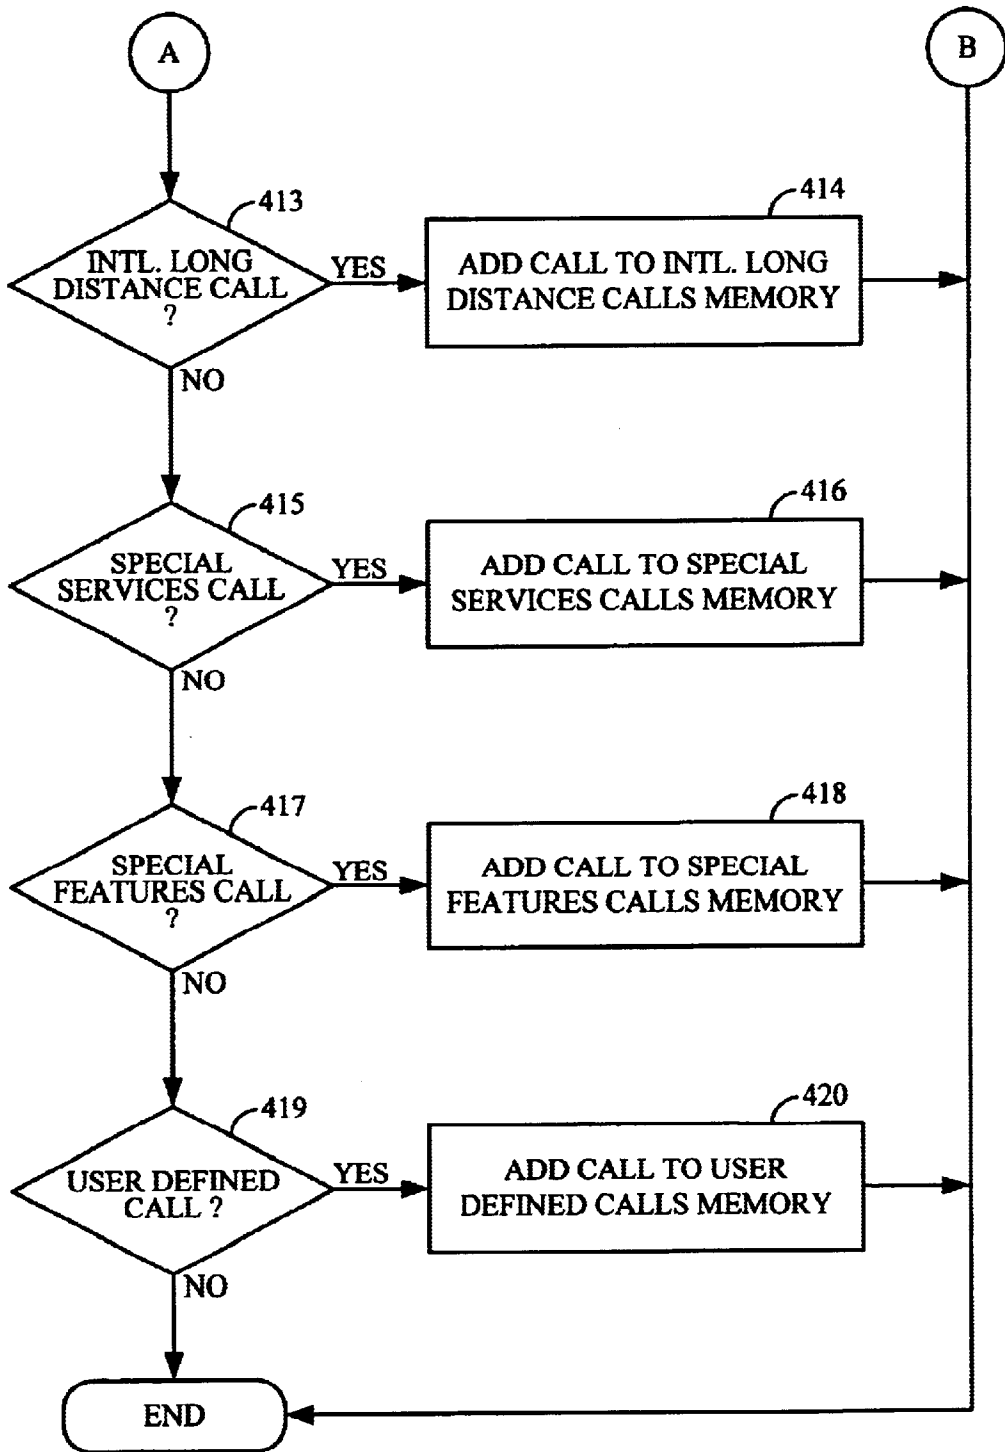 A
B
413
INTL. LONG
DISTANCE CALL
?
YES
414
ADD CALL TO INTL. LONG
DISTANCE CALLS MEMORY
NO
415
SPECIAL
SERVICES CALL
?
YES
416
ADD CALL TO SPECIAL
SERVICES CALLS MEMORY
NO
417
SPECIAL
FEATURES CALL
?
YES
418
ADD CALL TO SPECIAL
FEATURES CALLS MEMORY
NO
419
USER DEFINED
CALL ?
YES
420
ADD CALL TO USER
DEFINED CALLS MEMORY
NO
END